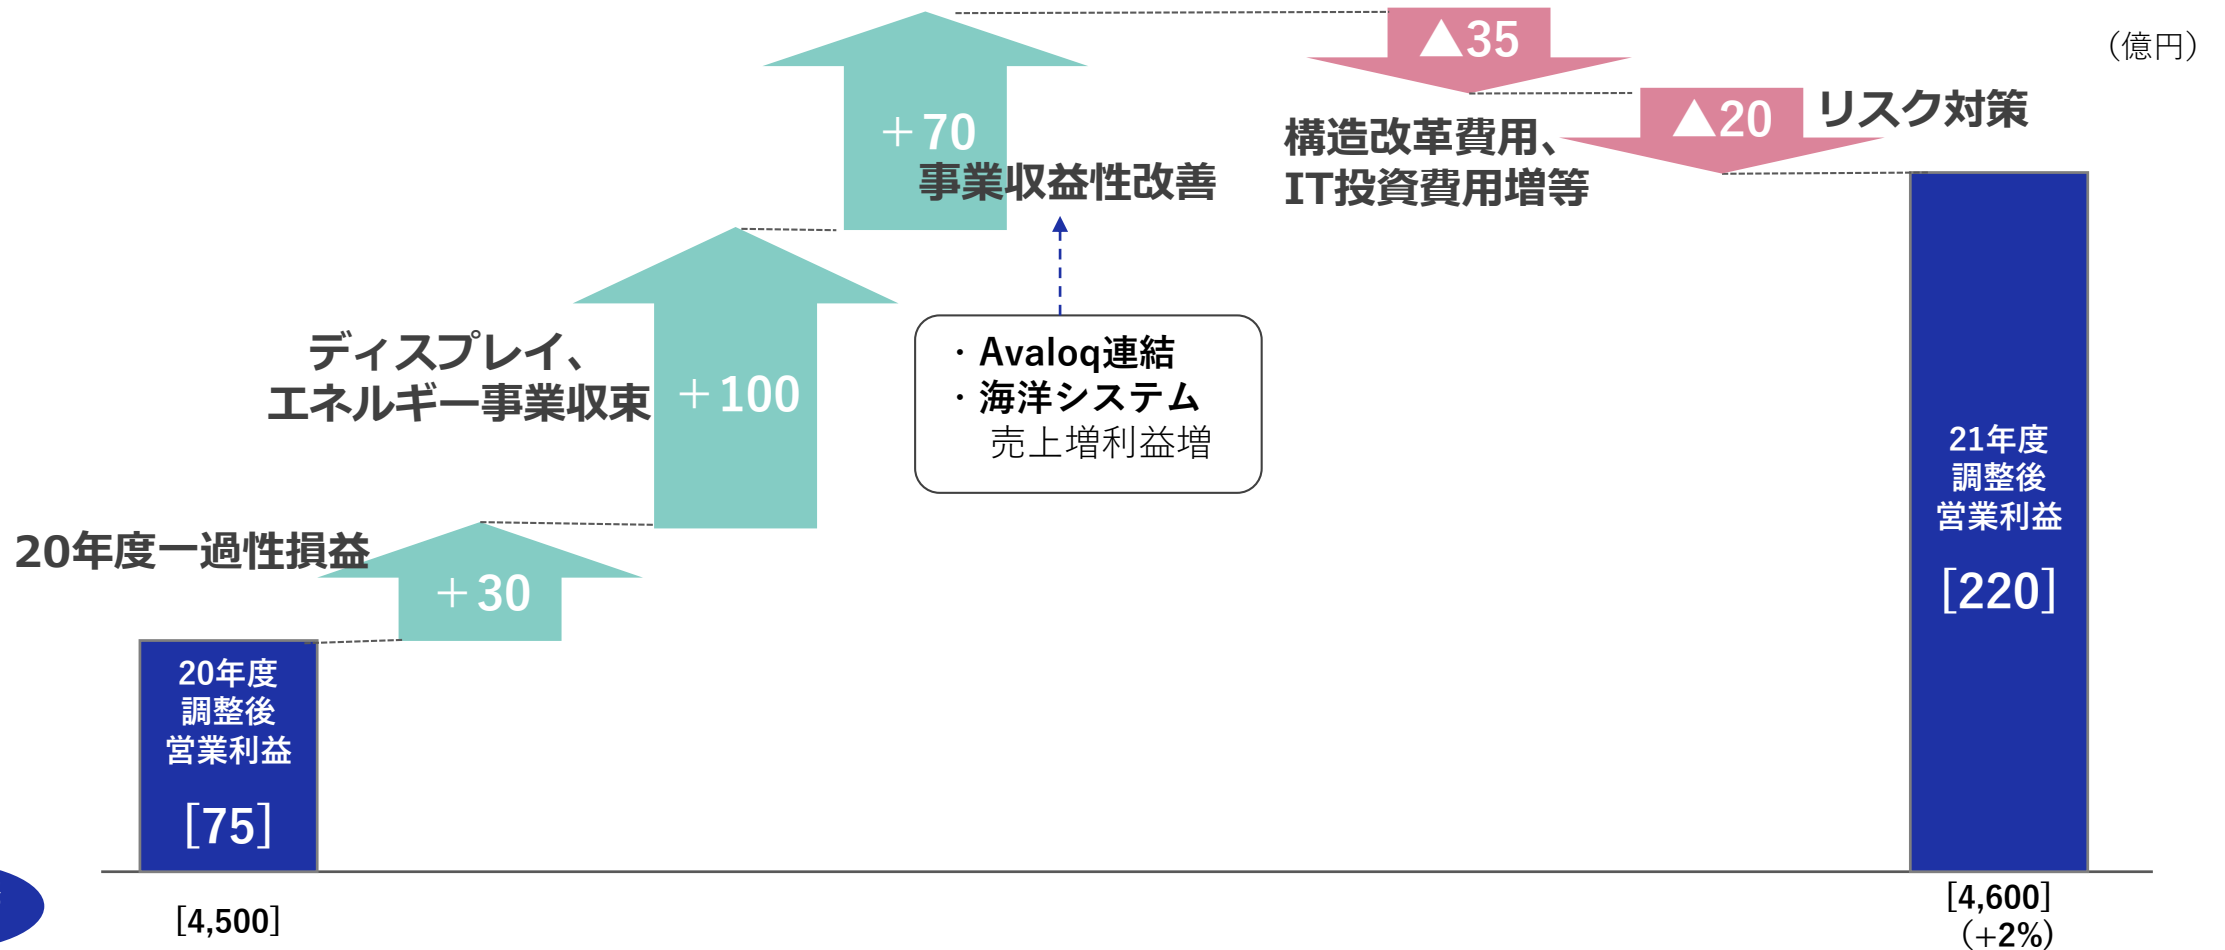 （億円）
▲35
▲20
リスク対策
構造改革費用、
IT投資費用増等
＋70
事業収益性改善
・Avaloq連結
・海洋システム
売上増利益増
ディスプレイ、
エネルギー事業収束
＋100
20年度一過性損益
＋30
20年度
調整後
営業利益
[75]
21年度
調整後
営業利益
[220]
[4,500]
[4,600]
（+2%）